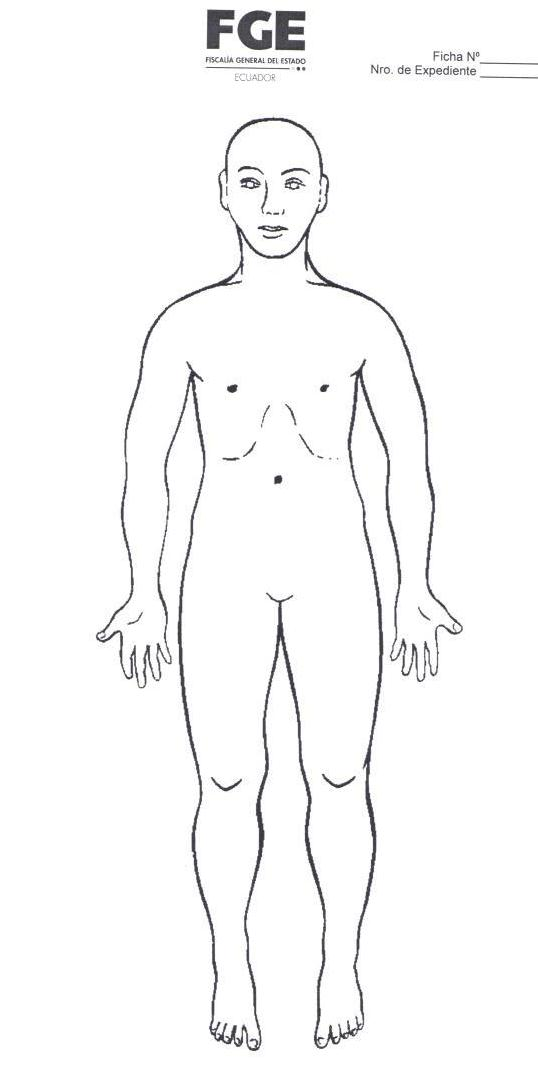 FGE
FISCALÍA GENERAL DEL ESTADO
ECUADOR
Ficha Nº
Nro. de Expediente